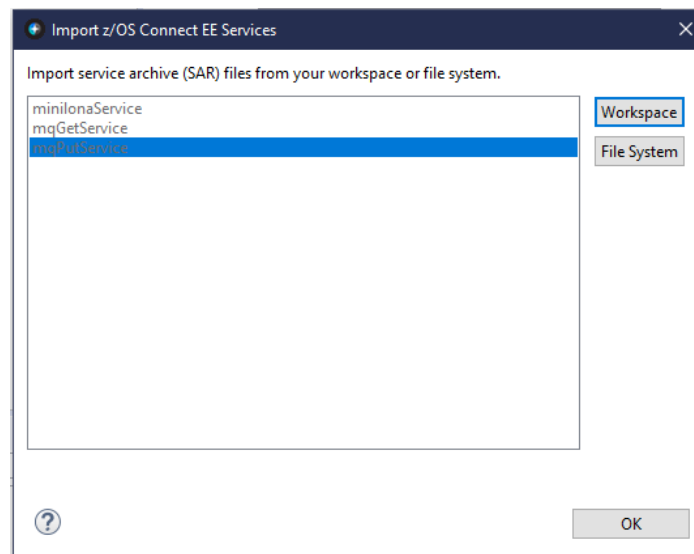 Import z/OS Connect EE Services
Import service archive (SAR) files from your workspace or file system.
miniloanaService
mqGetService
mqPutService
Workspace
File System
?
OK